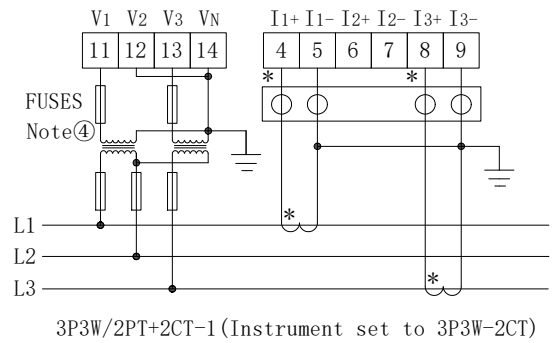 V1 V2 V3 VN I1+ I1- I2+ I2- I3+ I3-
11 12 13 14 4 5 6 7 8 9
* *
FUSES
Note④
*
L1
L2
*
L3
3P3W/2PT+2CT-1(Instrument set to 3P3W-2CT)